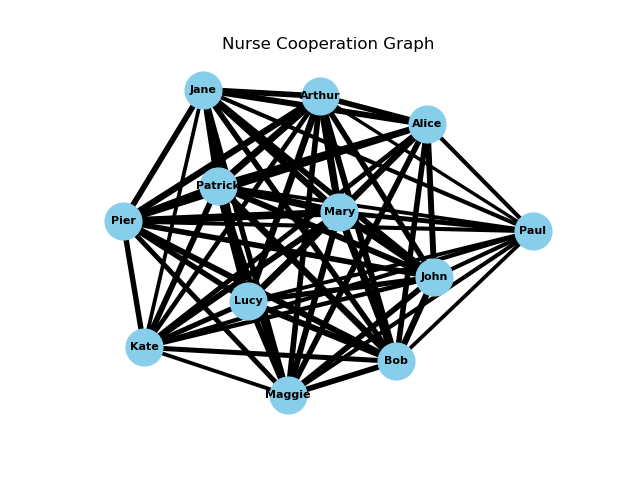 Nurse Cooperation Graph
Jane
Arthur
Alice
Patrick
Mary
Pier
Paul
John
Lucy
Kate
Bob
Maggie